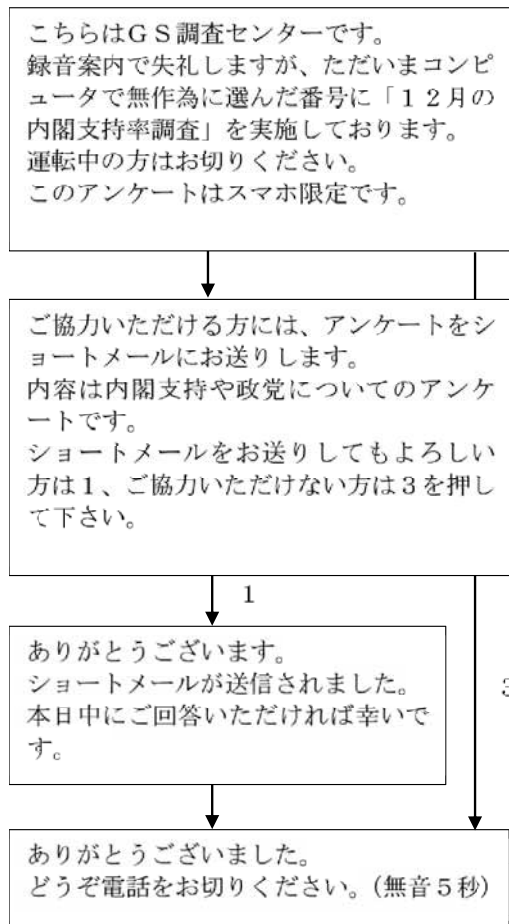 こちらはＧＳ調査センターです。
録音案内で失礼しますが、ただいまコンピ
ュータで無作為に選んだ番号に「１２月の
内閣支持率調査」を実施しております。
運転中の方はお切りください。
このアンケートはスマホ限定です。
ご協力いただける方には、アンケートをシ
ョートメールにお送りします。
内容は内閣支持や政党についてのアンケ
ートです。
ショートメールをお送りしてもよろしい
方は１、ご協力いただけない方は３を押し
て下さい。
1
ありがとうございます。
ショートメールが送信されました。
本日中にご回答いただければ幸いで
す。
3
ありがとうございました。
どうぞ電話をお切りください。（無音５秒）